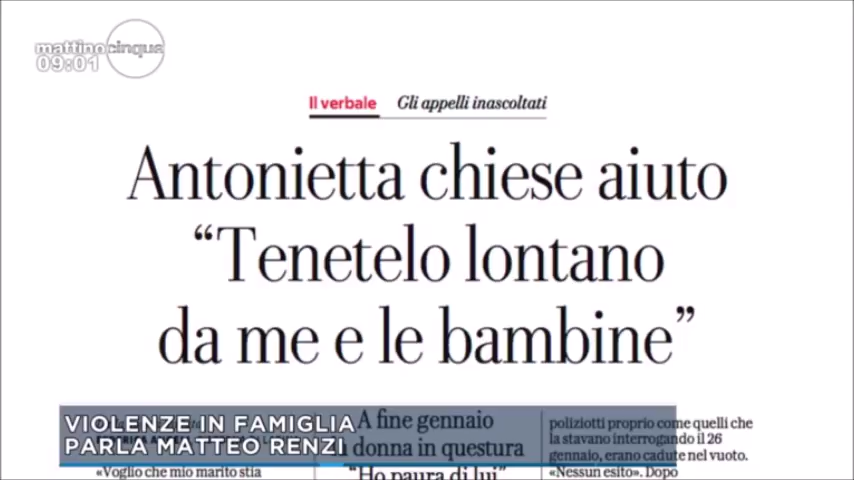 mattino cinque
09:01
Il verbale Gli appelli inascoltati
Antonietta chiese aiuto
“Tenetelo lontano
da me e le bambine”
VIOLENZE IN FAMIGLIA
PARLA MATTEO RENZI
«Voglio che mio marito stia
A fine gennaio
donna in questura
“Ho paura di lui”
poliziotti proprio come quelli che
la stavano interrogando il 26
gennaio, erano cadute nel vuoto.
«Nessun esito». Dopo